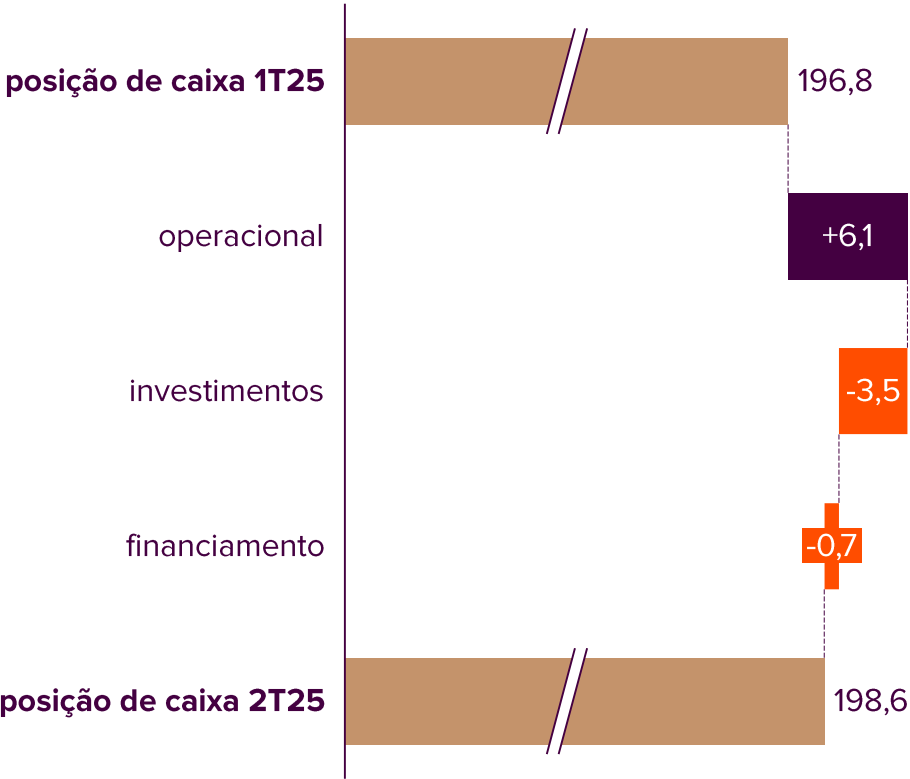 posição de caixa 1T25 196,8
operacional +6,1
investimentos -3,5
financiamento -0,7
posição de caixa 2T25 198,6